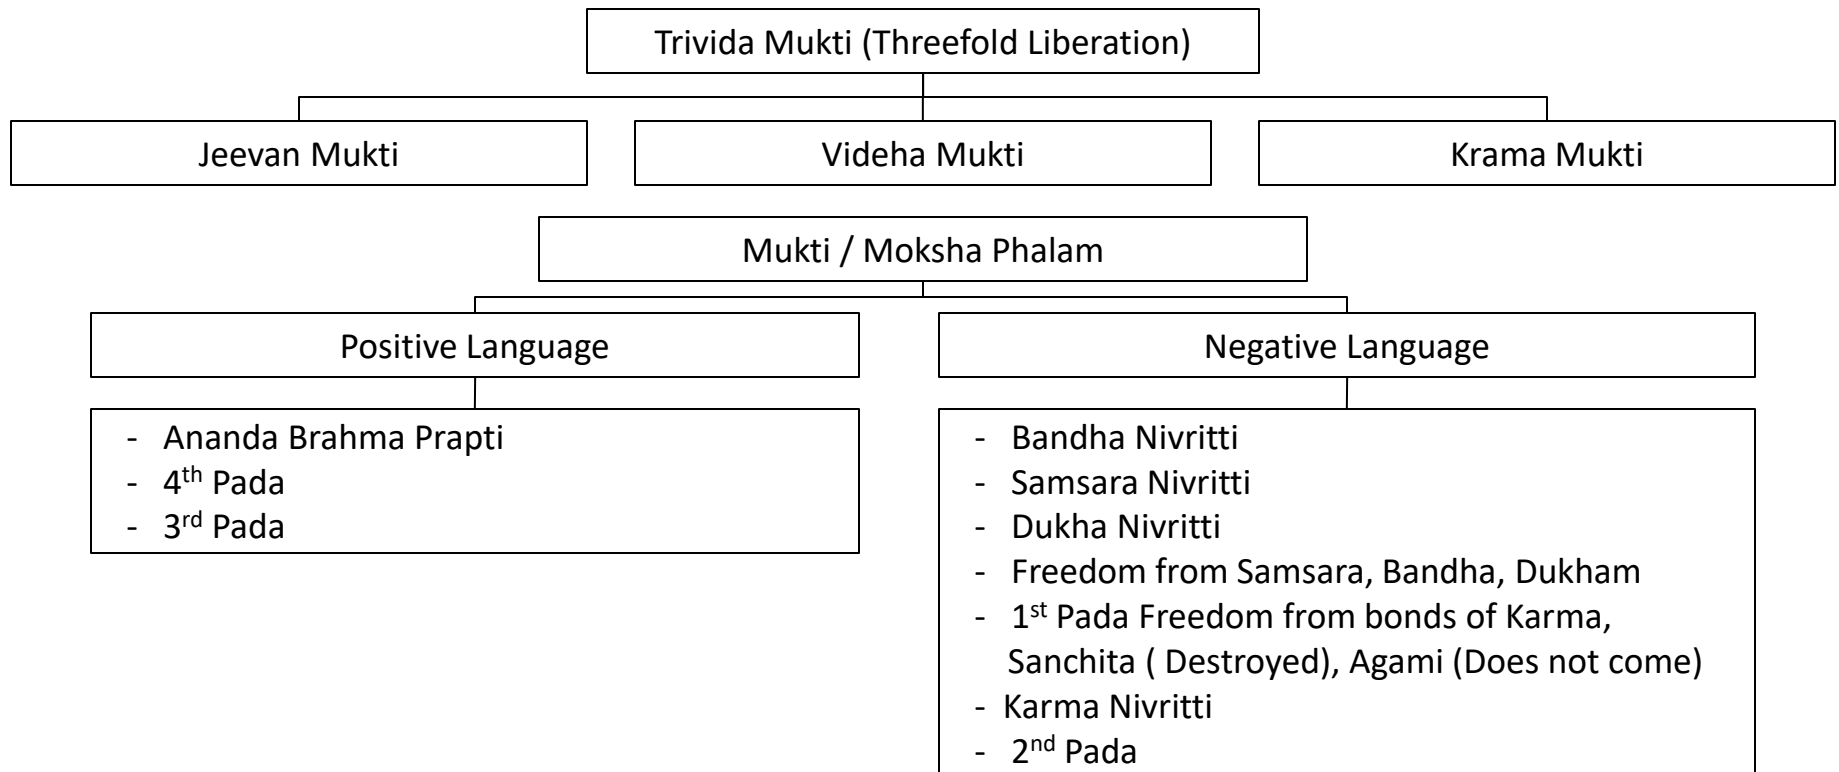 Trivida Mukti (Threefold Liberation)
Jeevan Mukti
Videha Mukti
Krama Mukti
Mukti / Moksha Phalam
Positive Language
Negative Language
- Ananda Brahma Prapti
- 4th Pada
- 3rd Pada
- Bandha Nivritti
- Samsara Nivritti
- Dukha Nivritti
- Freedom from Samsara, Bandha, Dukham
- 1st Pada Freedom from bonds of Karma,
Sanchita ( Destroyed), Agami (Does not come)
- Karma Nivritti
- 2nd Pada